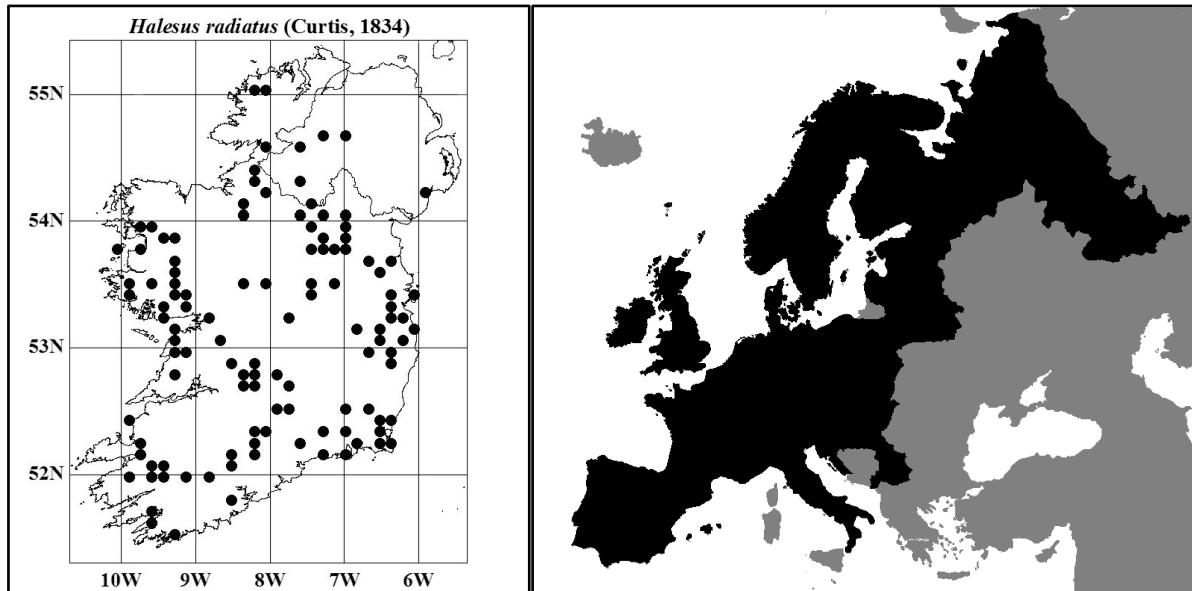 Halesus radiatus (Curtis, 1834)
55N
54N
53N
52N
10W 9W 8W 7W 6W